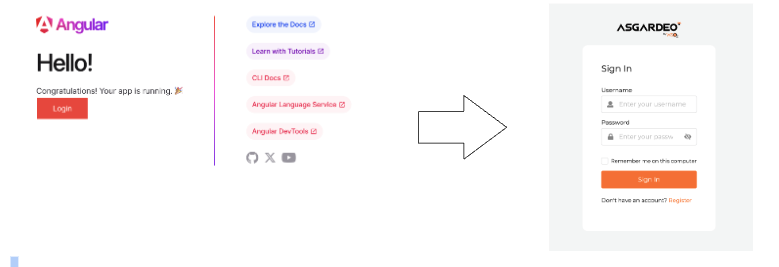 Angular
Hello!
Congratulations! Your app is running. 🎉
Login
Explore the Docs
Learn with Tutorials
CLI Docs
Angular Language Service
Angular DevTools
ASGARDEO
Sign In
Username
Enter your username
Password
Enter your passw
Remember me on this computer
Sign In
Don't have an account? Register